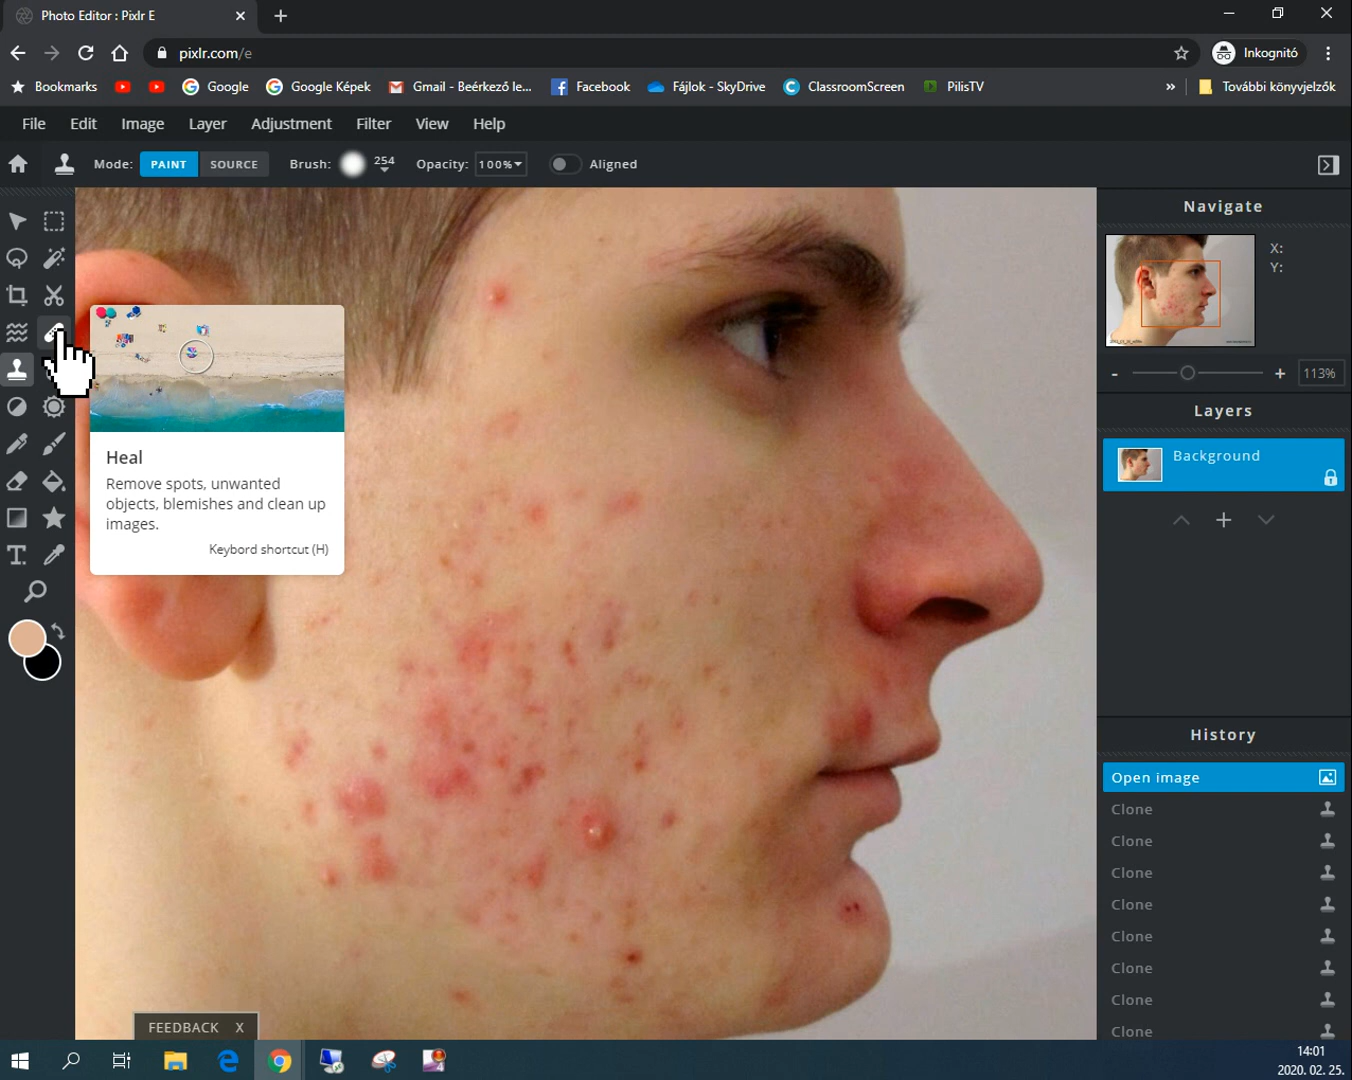 Photo Editor : Pixlr E
pixlr.com/e
Inkognitó
Bookmarks
Google
Google Képek
Gmail - Beérkező le...
Facebook
Fájlok - SkyDrive
ClassroomScreen
PilisTV
»
További könyvjelzők
File Edit Image Layer Adjustment Filter View Help
Mode: PAINT SOURCE Brush: 254 Opacity: 100% Aligned
Navigate
X:
Y:
- + 113%
Layers
Background
Heal
Remove spots, unwanted
objects, blemishes and clean up
images.
Keybord shortcut (H)
T.
History
Open image
Clone
Clone
Clone
Clone
Clone
Clone
Clone
Clone
FEEDBACK X
14:01
2020. 02. 25.